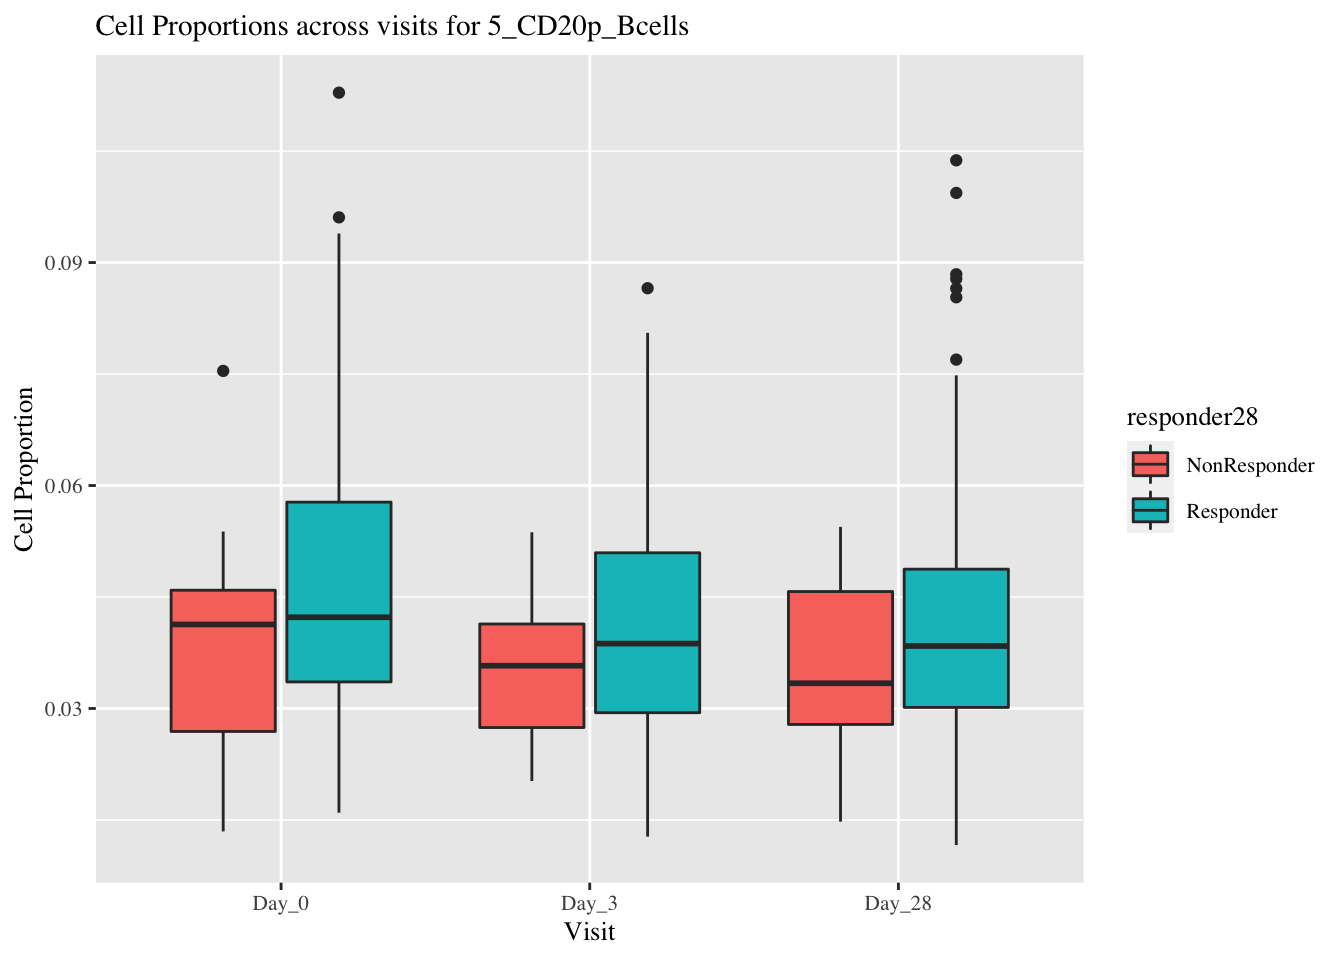 Cell Proportions across visits for 5_CD20p_Bcells
Cell Proportion
0.09
0.06
0.03
Day_0
Day_3
Day_28
Visit
responder28
NonResponder
Responder